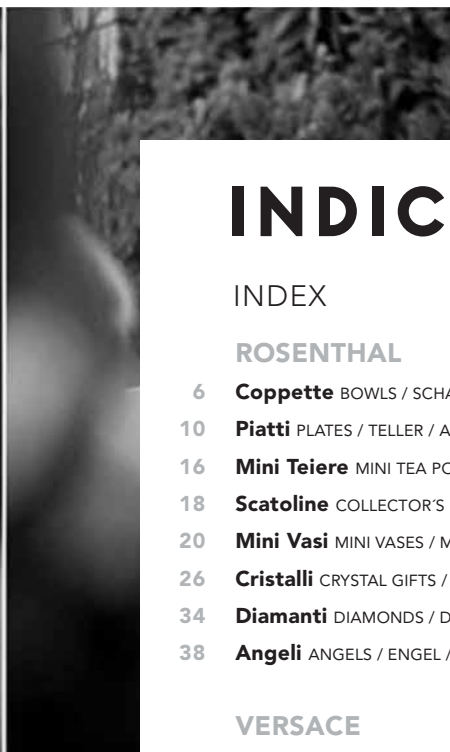 INDIC
INDEX
ROSENTHAL
6 Coppette BOWLS / SCHA
10 Piatti PLATES / TELLER / A
16 Mini Teiere MINI TEA PO
18 Scatoline COLLECTOR´S
20 Mini Vasi MINI VASES / M
26 Cristalli CRYSTAL GIFTS /
34 Diamanti DIAMONDS / D
38 Angeli ANGELS / ENGEL /
VERSACE